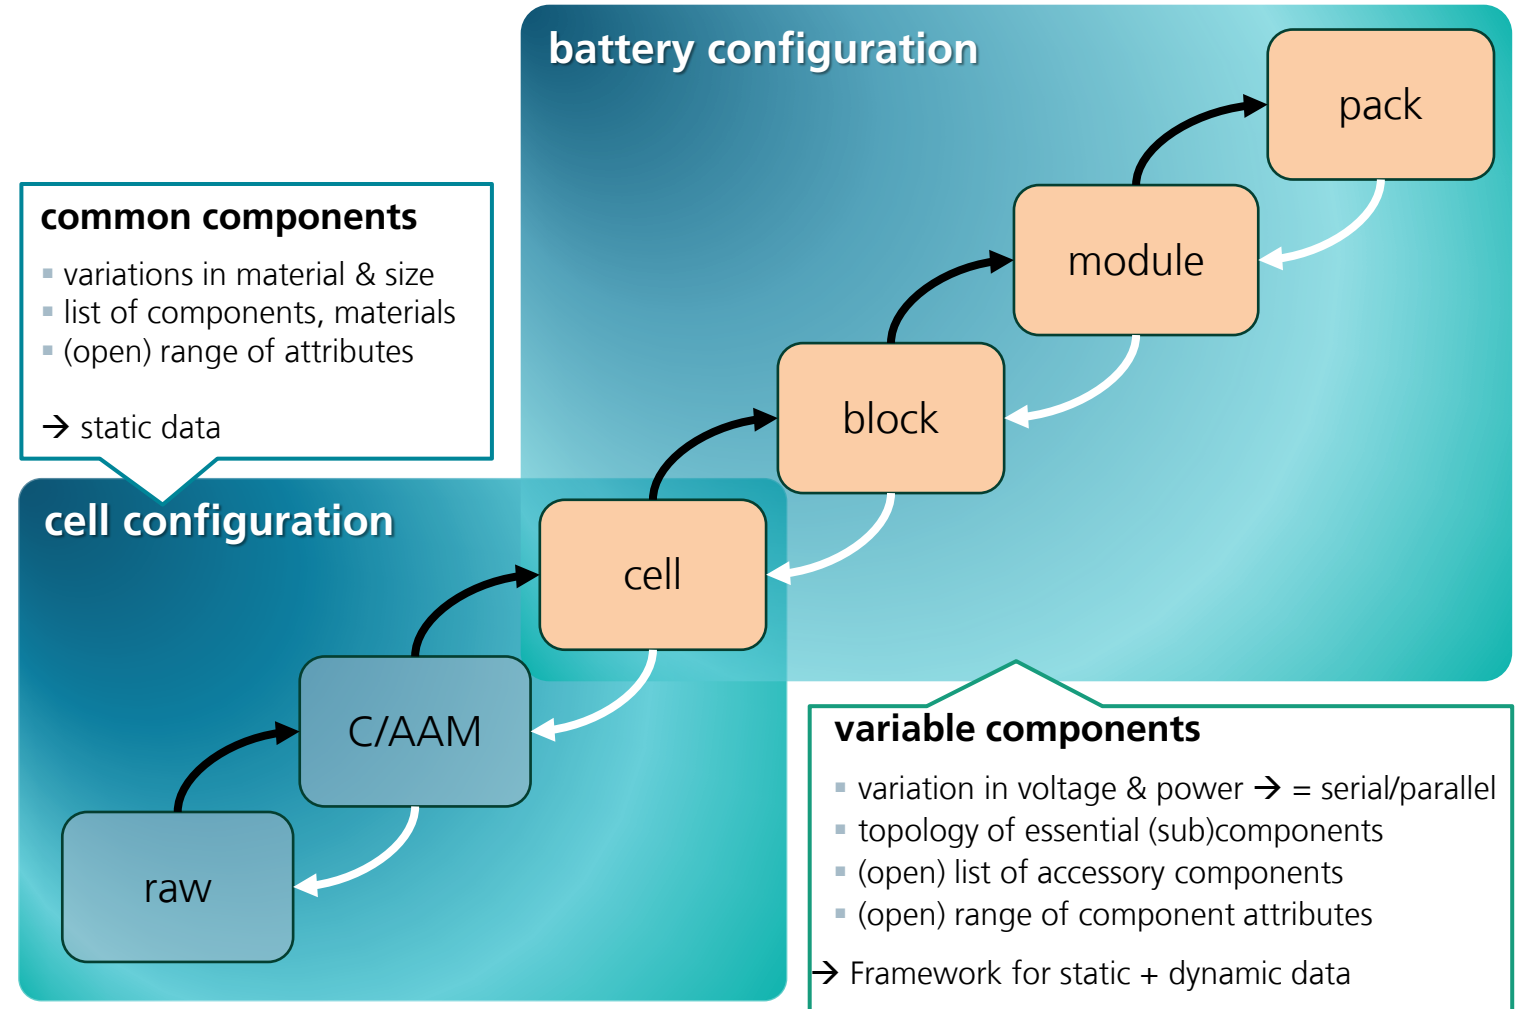 battery configuration
pack
module
block
cell
common components
▪ variations in material & size
▪ list of components, materials
▪ (open) range of attributes
→ static data
cell configuration
C/AAM
raw
variable components
▪ variation in voltage & power → = serial/parallel
▪ topology of essential (sub)components
▪ (open) list of accessory components
▪ (open) range of component attributes
→ Framework for static + dynamic data